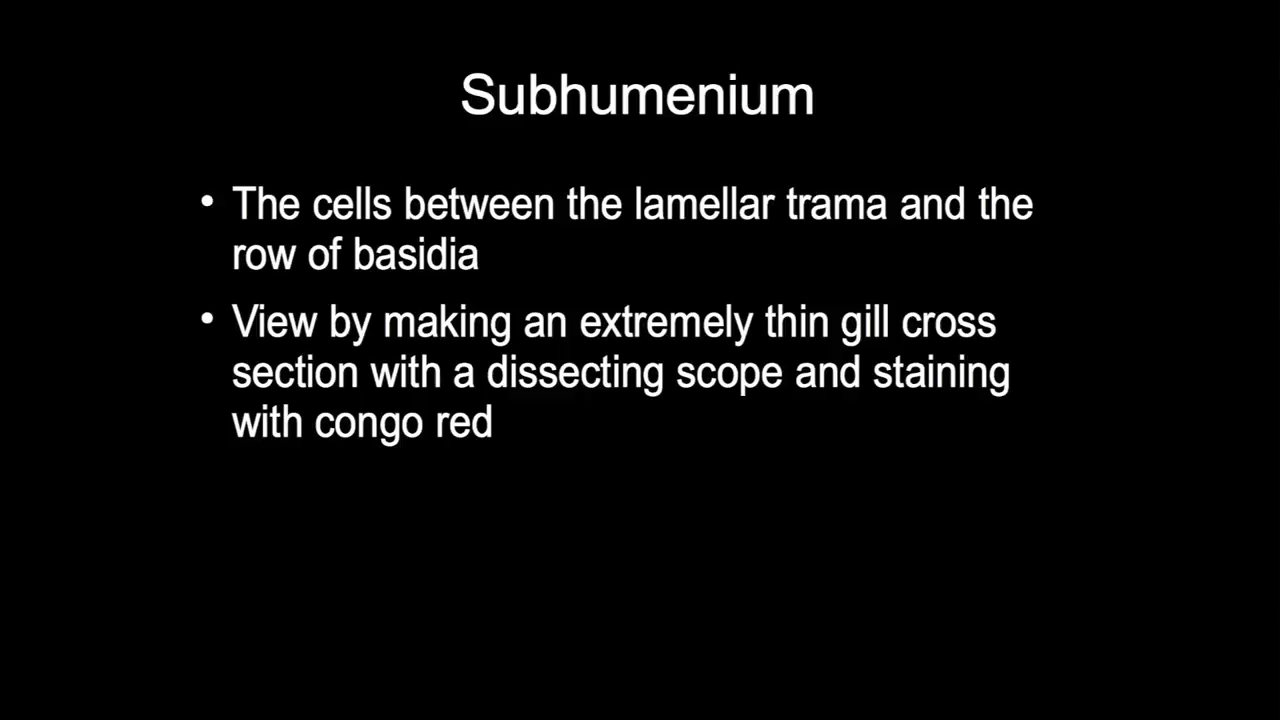 Subhumenium
• The cells between the lamellar trama and the
row of basidia
• View by making an extremely thin gill cross
section with a dissecting scope and staining
with congo red